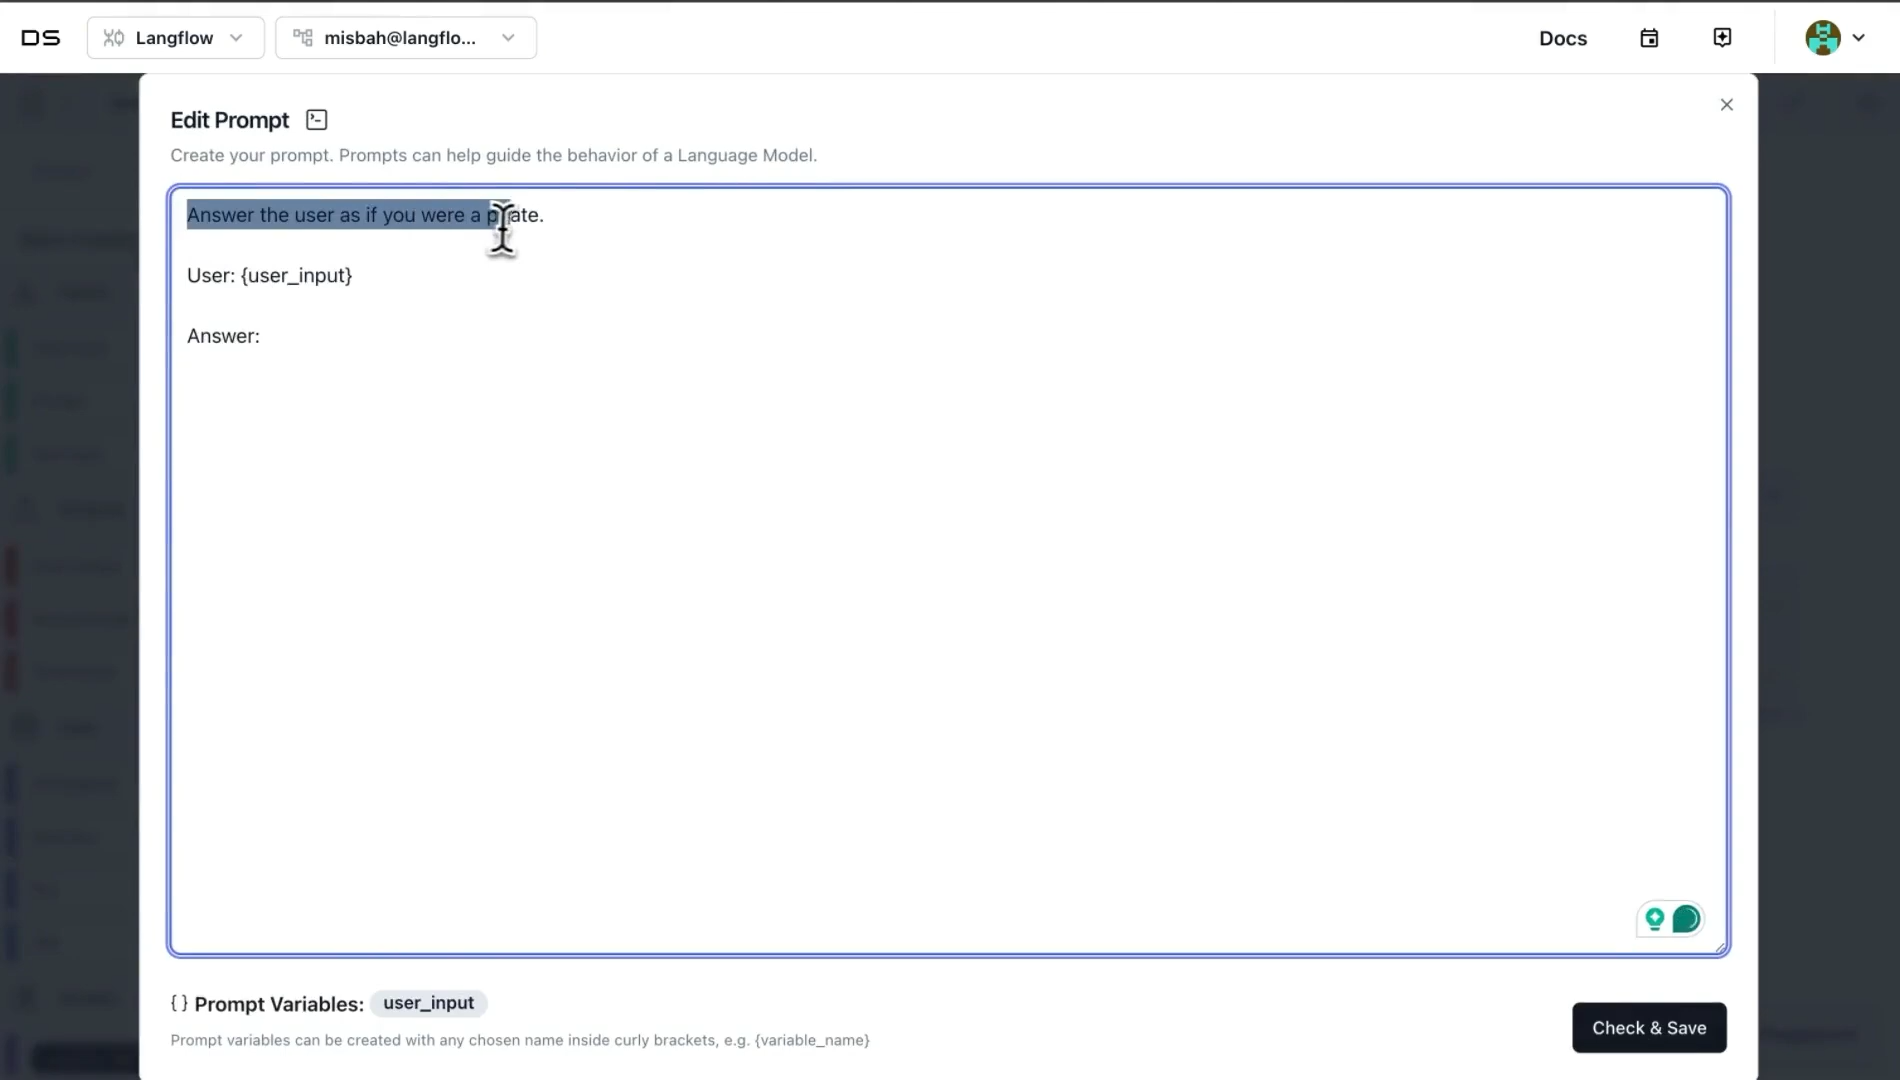 DS Langflow misbah@langflo... Docs
Edit Prompt
Create your prompt. Prompts can help guide the behavior of a Language Model.
Answer the user as if you were a pirate.
User: {user_input}
Answer:
{} Prompt Variables: user_input
Prompt variables can be created with any chosen name inside curly brackets, e.g. {variable_name}
Check & Save